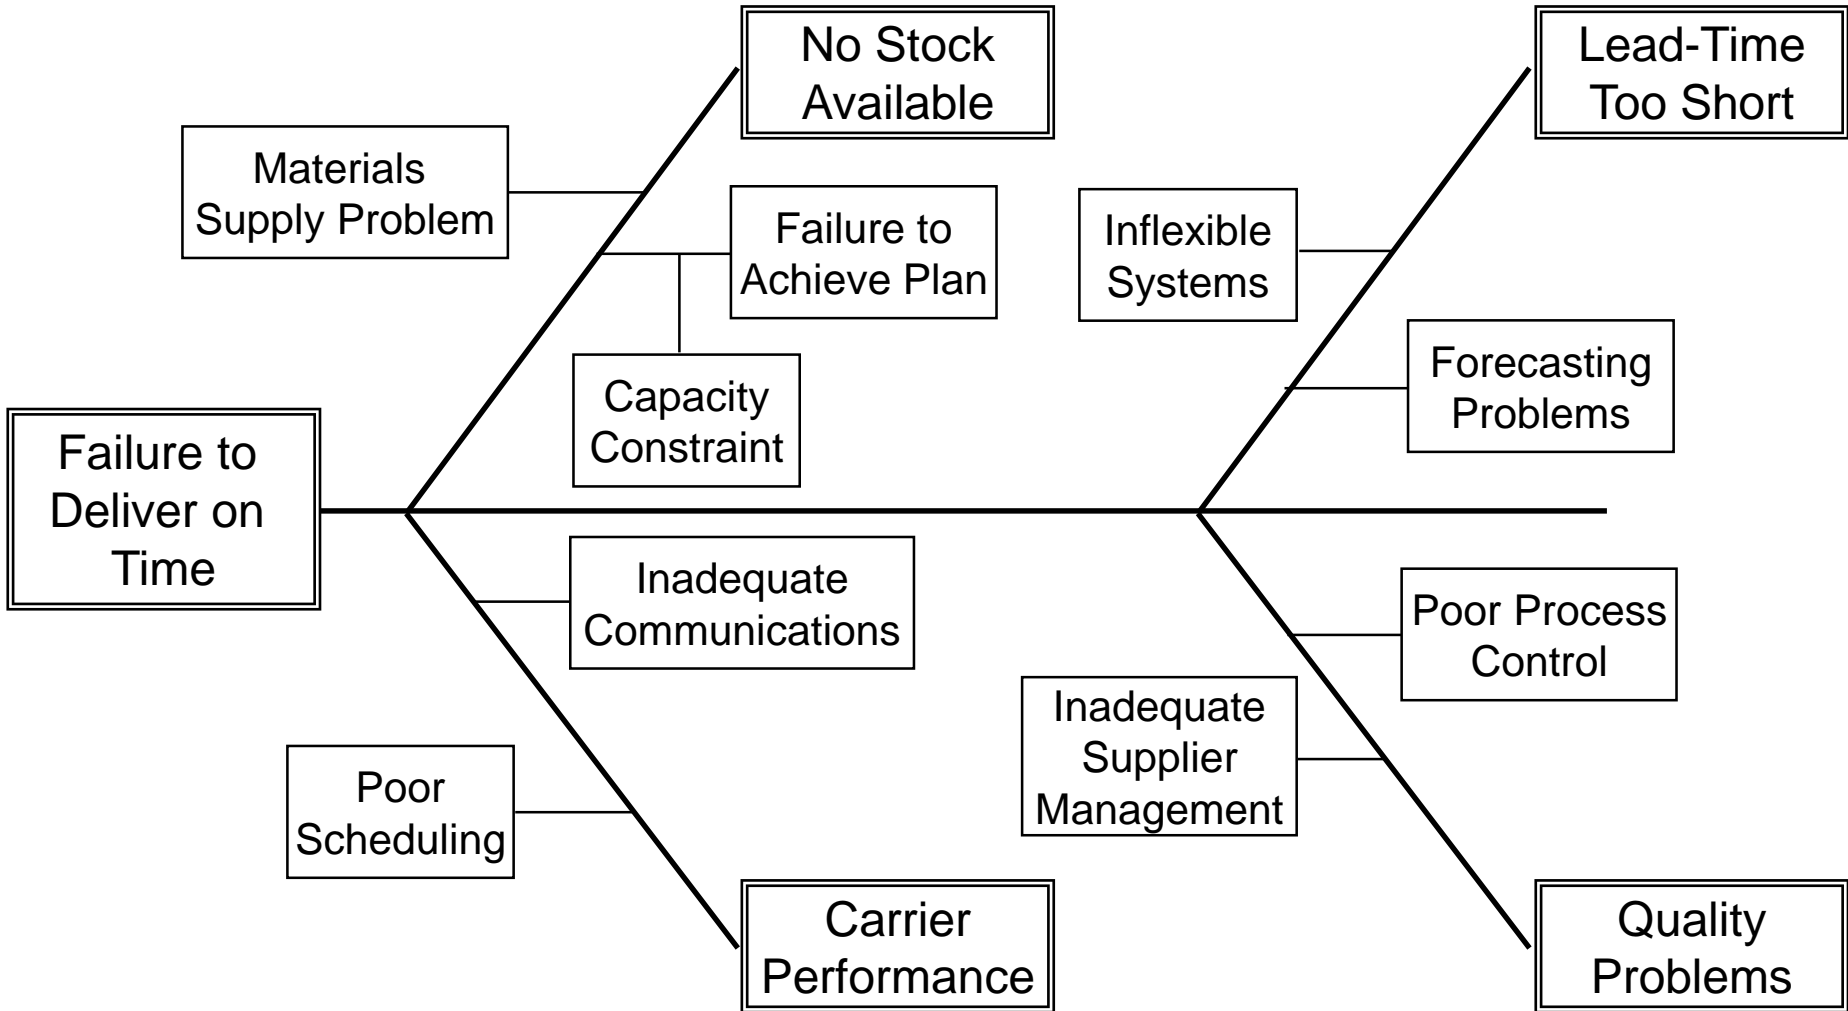 No Stock
Available
Lead-Time
Too Short
Materials
Supply Problem
Failure to
Achieve Plan
Inflexible
Systems
Capacity
Constraint
Forecasting
Problems
Failure to
Deliver on
Time
Inadequate
Communications
Poor Process
Control
Inadequate
Supplier
Management
Poor
Scheduling
Carrier
Performance
Quality
Problems